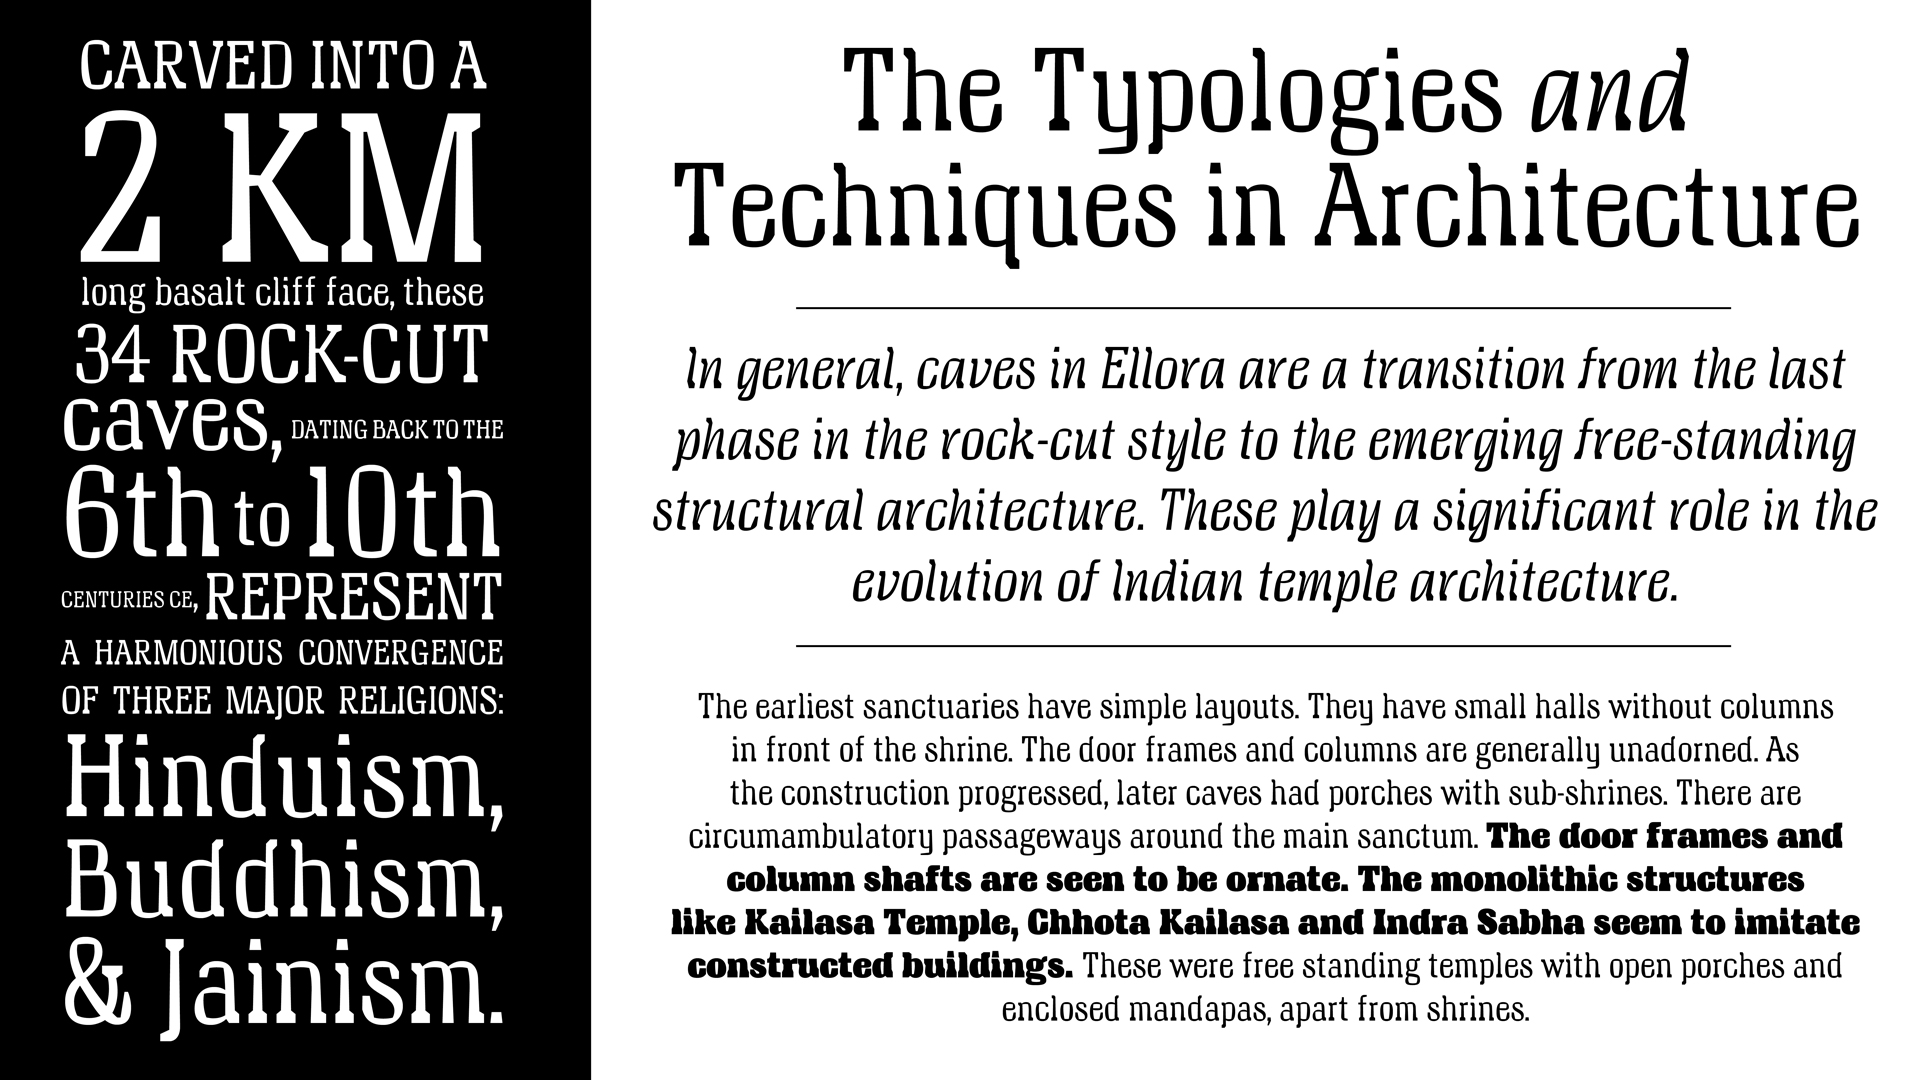 CARVED INTO A
2 KM
long basalt cliff face, these
34 ROCK-CUT
caves, DATING BACK TO THE
6th to 10th
CENTURIES CE, REPRESENT
A HARMONIOUS CONVERGENCE
OF THREE MAJOR RELIGIONS:
Hinduism,
Buddhism,
& Jainism.
The Typologies and
Techniques in Architecture
In general, caves in Ellora are a transition from the last
phase in the rock-cut style to the emerging free-standing
structural architecture. These play a significant role in the
evolution of Indian temple architecture.
The earliest sanctuaries have simple layouts. They have small halls without columns
in front of the shrine. The door frames and columns are generally unadorned. As
the construction progressed, later caves had porches with sub-shrines. There are
circumambulatory passageways around the main sanctum. The door frames and
column shafts are seen to be ornate. The monolithic structures
like Kailasa Temple, Chhota Kailasa and Indra Sabha seem to imitate
constructed buildings. These were free standing temples with open porches and
enclosed mandapas, apart from shrines.